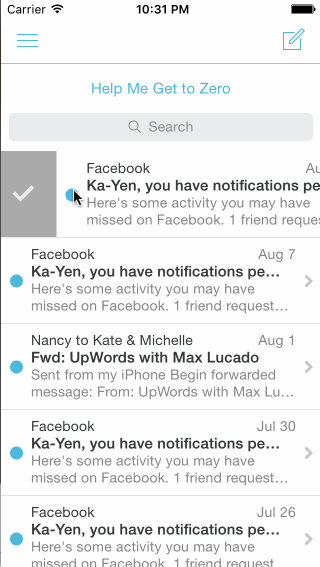 Carrier 10:31 PM
Help Me Get to Zero
Search
Facebook Au
Ka-Yen, you have notifications pe
Here's some activity you may have
missed on Facebook. 1 friend reques
Facebook Aug 7
Ka-Yen, you have notifications pe...
Here's some activity you may have
missed on Facebook. 1 friend request...
Nancy to Kate & Michelle Aug 1
Fwd: UpWords with Max Lucado
Sent from my iPhone Begin forwarded
message: From: UpWords with Max Lu...
Facebook Jul 30
Ka-Yen, you have notifications pe...
Here's some activity you may have
missed on Facebook. 1 friend request...
Facebook Jul 26
Ka-Yen, you have notifications pe...
Here's some activity you may have
missed on Facebook. 1 friend request...